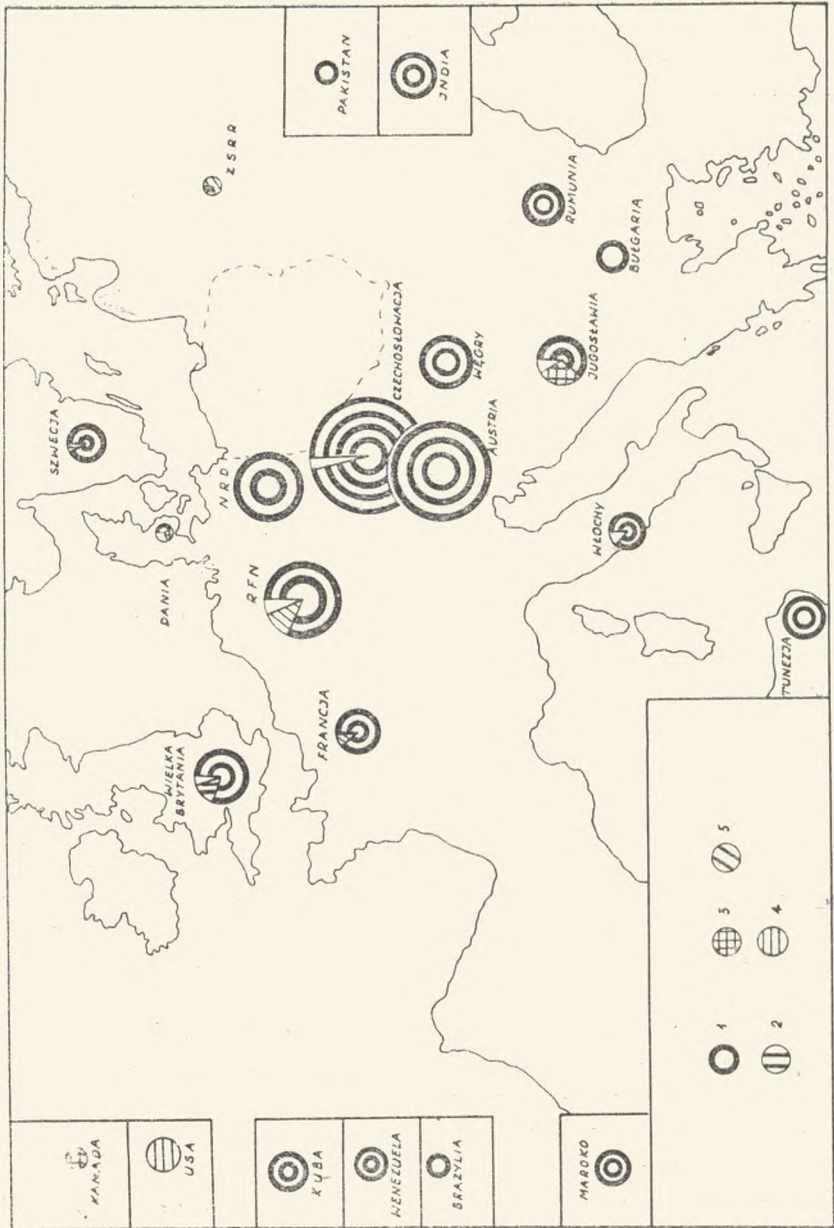 MAROKO
BRAZYLIA
WENEZUELA
KUBA
USA
KANADA
2
1
4
3
5
WIELKA
BRYTANIA
FRANCJA
TUNEZJA
RFN
DANIA
WŁOCHY
NRD
SZWECJA
AUSTRIA
CZECHOSŁOWACJA
JUGOSŁAWIA
WĘGRY
BUŁGARIA
RUMUNIA
ZSRR
JNDIA
PAKISTAN